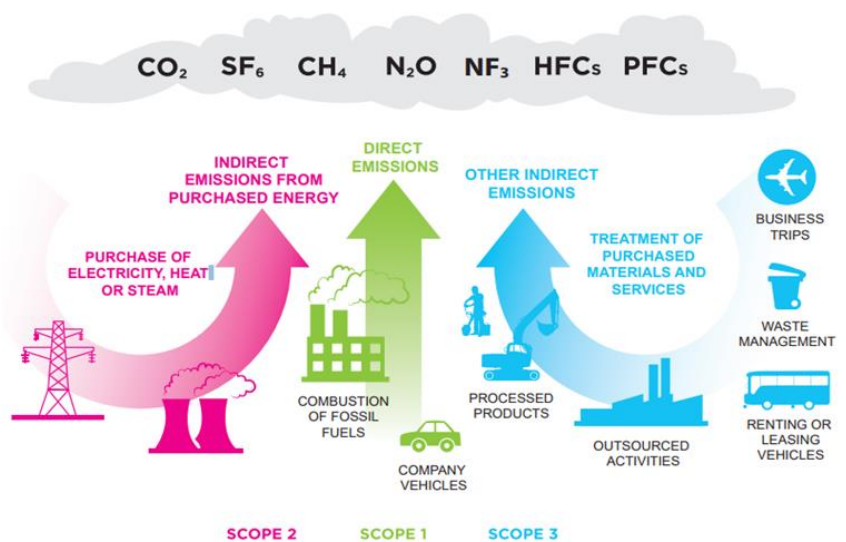 CO₂ SF₆ CH₄ N₂O NF₃ HFCs PFCs
INDIRECT
EMISSIONS FROM
PURCHASED ENERGY
DIRECT
EMISSIONS
OTHER INDIRECT
EMISSIONS
PURCHASE OF
ELECTRICITY, HEAT
OR STEAM
TREATMENT OF
PURCHASED
MATERIALS AND
SERVICES
BUSINESS
TRIPS
WASTE
MANAGEMENT
RENTING OR
LEASING
VEHICLES
COMBUSTION
OF FOSSIL
FUELS
COMPANY
VEHICLES
PROCESSED
PRODUCTS
OUTSOURCED
ACTIVITIES
SCOPE 2 SCOPE 1 SCOPE 3